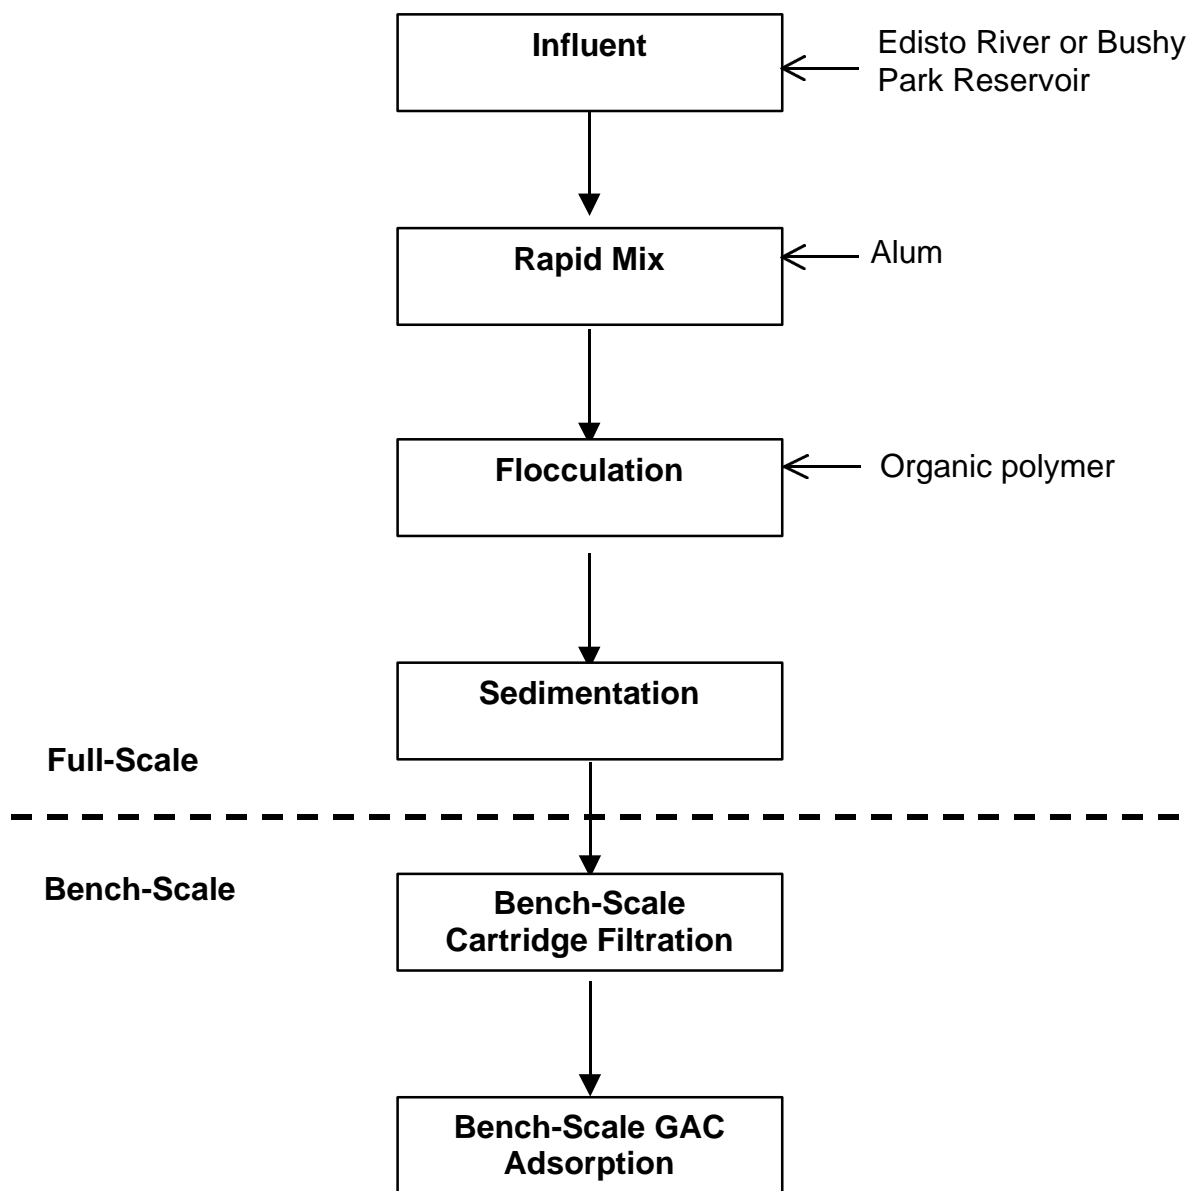 Influent
Edisto River or Bushy
Park Reservoir
Rapid Mix
Alum
Flocculation
Organic polymer
Sedimentation
Full-Scale
Bench-Scale
Bench-Scale
Cartridge Filtration
Bench-Scale GAC
Adsorption